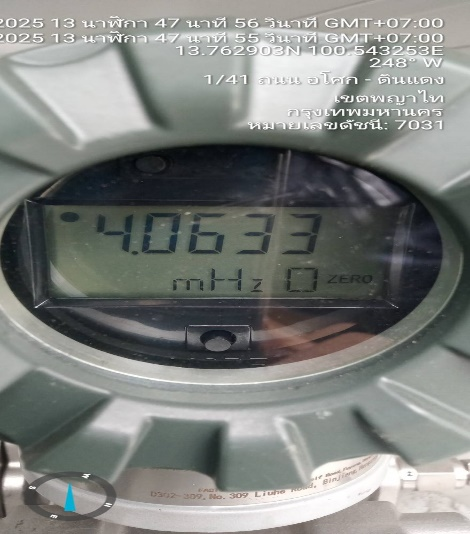 2025 13 นาฬิกา 47 นาที 56 วินาที GMT+07:00
2025 13 นาฬิกา 47 นาที 55 วินาที GMT+07:00
13.762903N 100.543253E
248° W
1/41 ถนน อโศก - ดินแดง
เขตพญาไท
กรุงเทพมหานคร
หมายเลขดัชนี: 7031
4.0633
mHz 0 ZERO
D502-209, No. 309 Liuhe Road, Binjiang